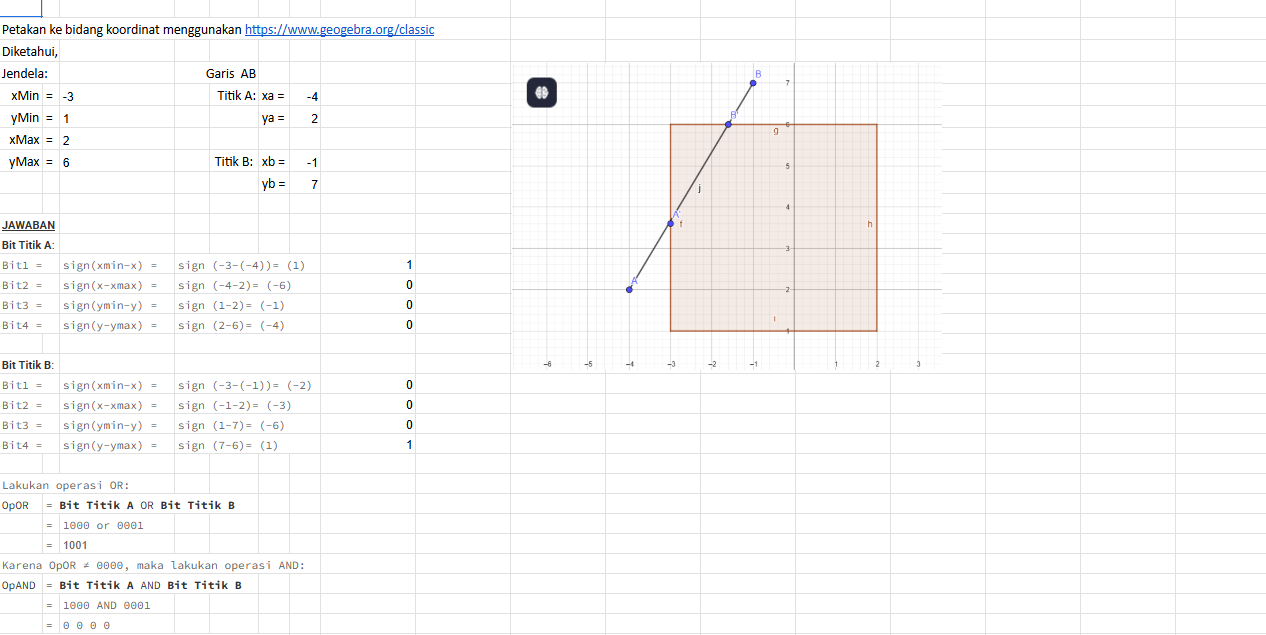 Petakan ke bidang koordinat menggunakan https://www.geogebra.org/classic
Diketahui,
Jendela: Garis AB
xMin = -3 Titik A: xa = -4
yMin = 1 ya = 2
xMax = 2
yMax = 6 Titik B: xb = -1
yb = 7
JAWABAN
Bit Titik A:
Bit1 = sign(xmin-x) = sign (-3-(-4))= (1) 1
Bit2 = sign(x-xmax) = sign (-4-2)= (-6) 0
Bit3 = sign(ymin-y) = sign (1-2)= (-1) 0
Bit4 = sign(y-ymax) = sign (2-6)= (-4) 0
Bit Titik B:
Bit1 = sign(xmin-x) = sign (-3-(-1))= (-2) 0
Bit2 = sign(x-xmax) = sign (-1-2)= (-3) 0
Bit3 = sign(ymin-y) = sign (1-7)= (-6) 0
Bit4 = sign(y-ymax) = sign (7-6)= (1) 1
Lakukan operasi OR:
OpOR = Bit Titik A OR Bit Titik B
= 1000 or 0001
= 1001
Karena OpOR ≠ 0000, maka lakukan operasi AND:
OpAND = Bit Titik A AND Bit Titik B
= 1000 AND 0001
= 0 0 0 0
B
7
B'
6
g
5
j
4
A'
f
h
3
A
2
i
1
-6 -5 -4 -3 -2 -1 1 2 3